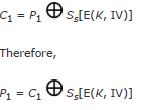 C₁ = P₁ ⊕ Sₛ[E(K, IV)]
Therefore,
P₁ = C₁ ⊕ Sₛ[E(K, IV)]